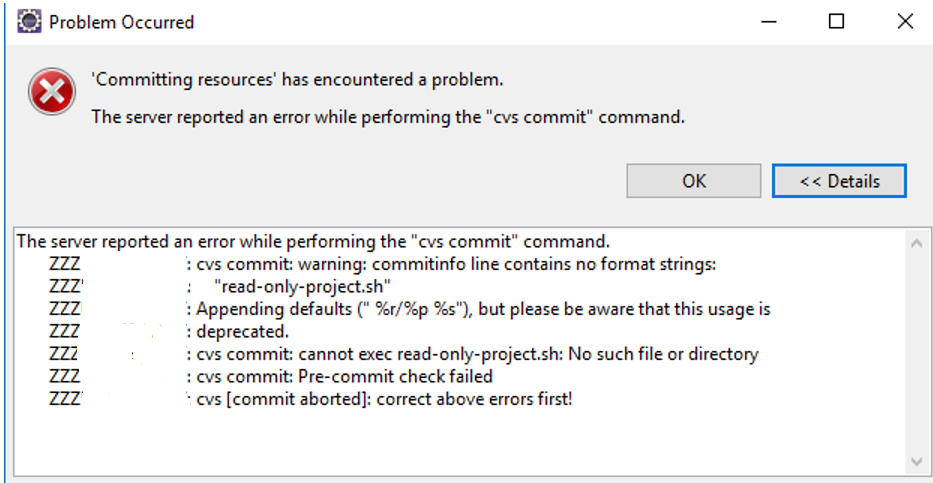 Problem Occurred
'Committing resources' has encountered a problem.
The server reported an error while performing the "cvs commit" command.
OK
<< Details
The server reported an error while performing the "cvs commit" command.
ZZZ : cvs commit: warning: commitinfo line contains no format strings:
ZZZ : "read-only-project.sh"
ZZZ : Appending defaults (" %r/%p %s"), but please be aware that this usage is
ZZZ : deprecated.
ZZZ : cvs commit: cannot exec read-only-project.sh: No such file or directory
ZZZ : cvs commit: Pre-commit check failed
ZZZ : cvs [commit aborted]: correct above errors first!